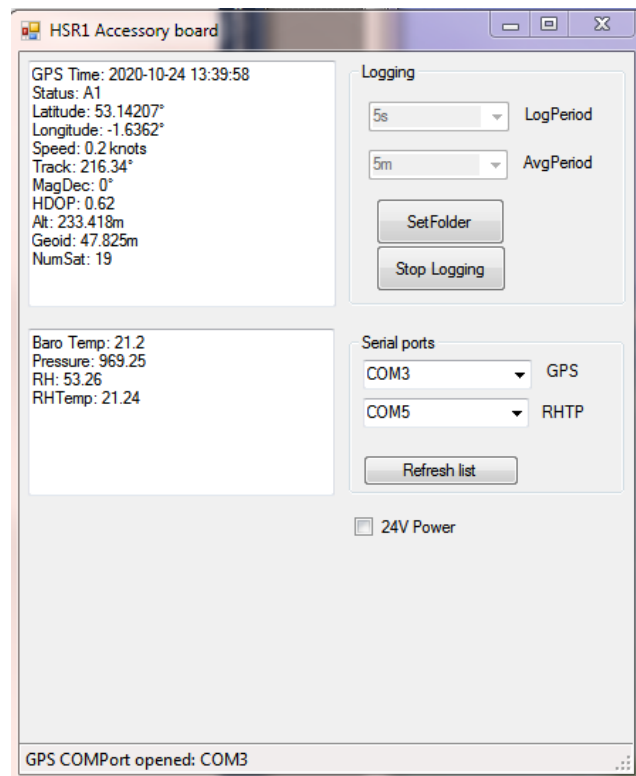 HSR1 Accessory board
GPS Time: 2020-10-24 13:39:58
Status: A1
Latitude: 53.14207°
Longitude: -1.6362°
Speed: 0.2 knots
Track: 216.34°
MagDec: 0°
HDOP: 0.62
Alt: 233.418m
Geoid: 47.825m
NumSat: 19
Logging
5s LogPeriod
5m AvgPeriod
SetFolder
Stop Logging
Baro Temp: 21.2
Pressure: 969.25
RH: 53.26
RHTemp: 21.24
Serial ports
COM3 GPS
COM5 RHTP
Refresh list
24V Power
GPS COMPort opened: COM3